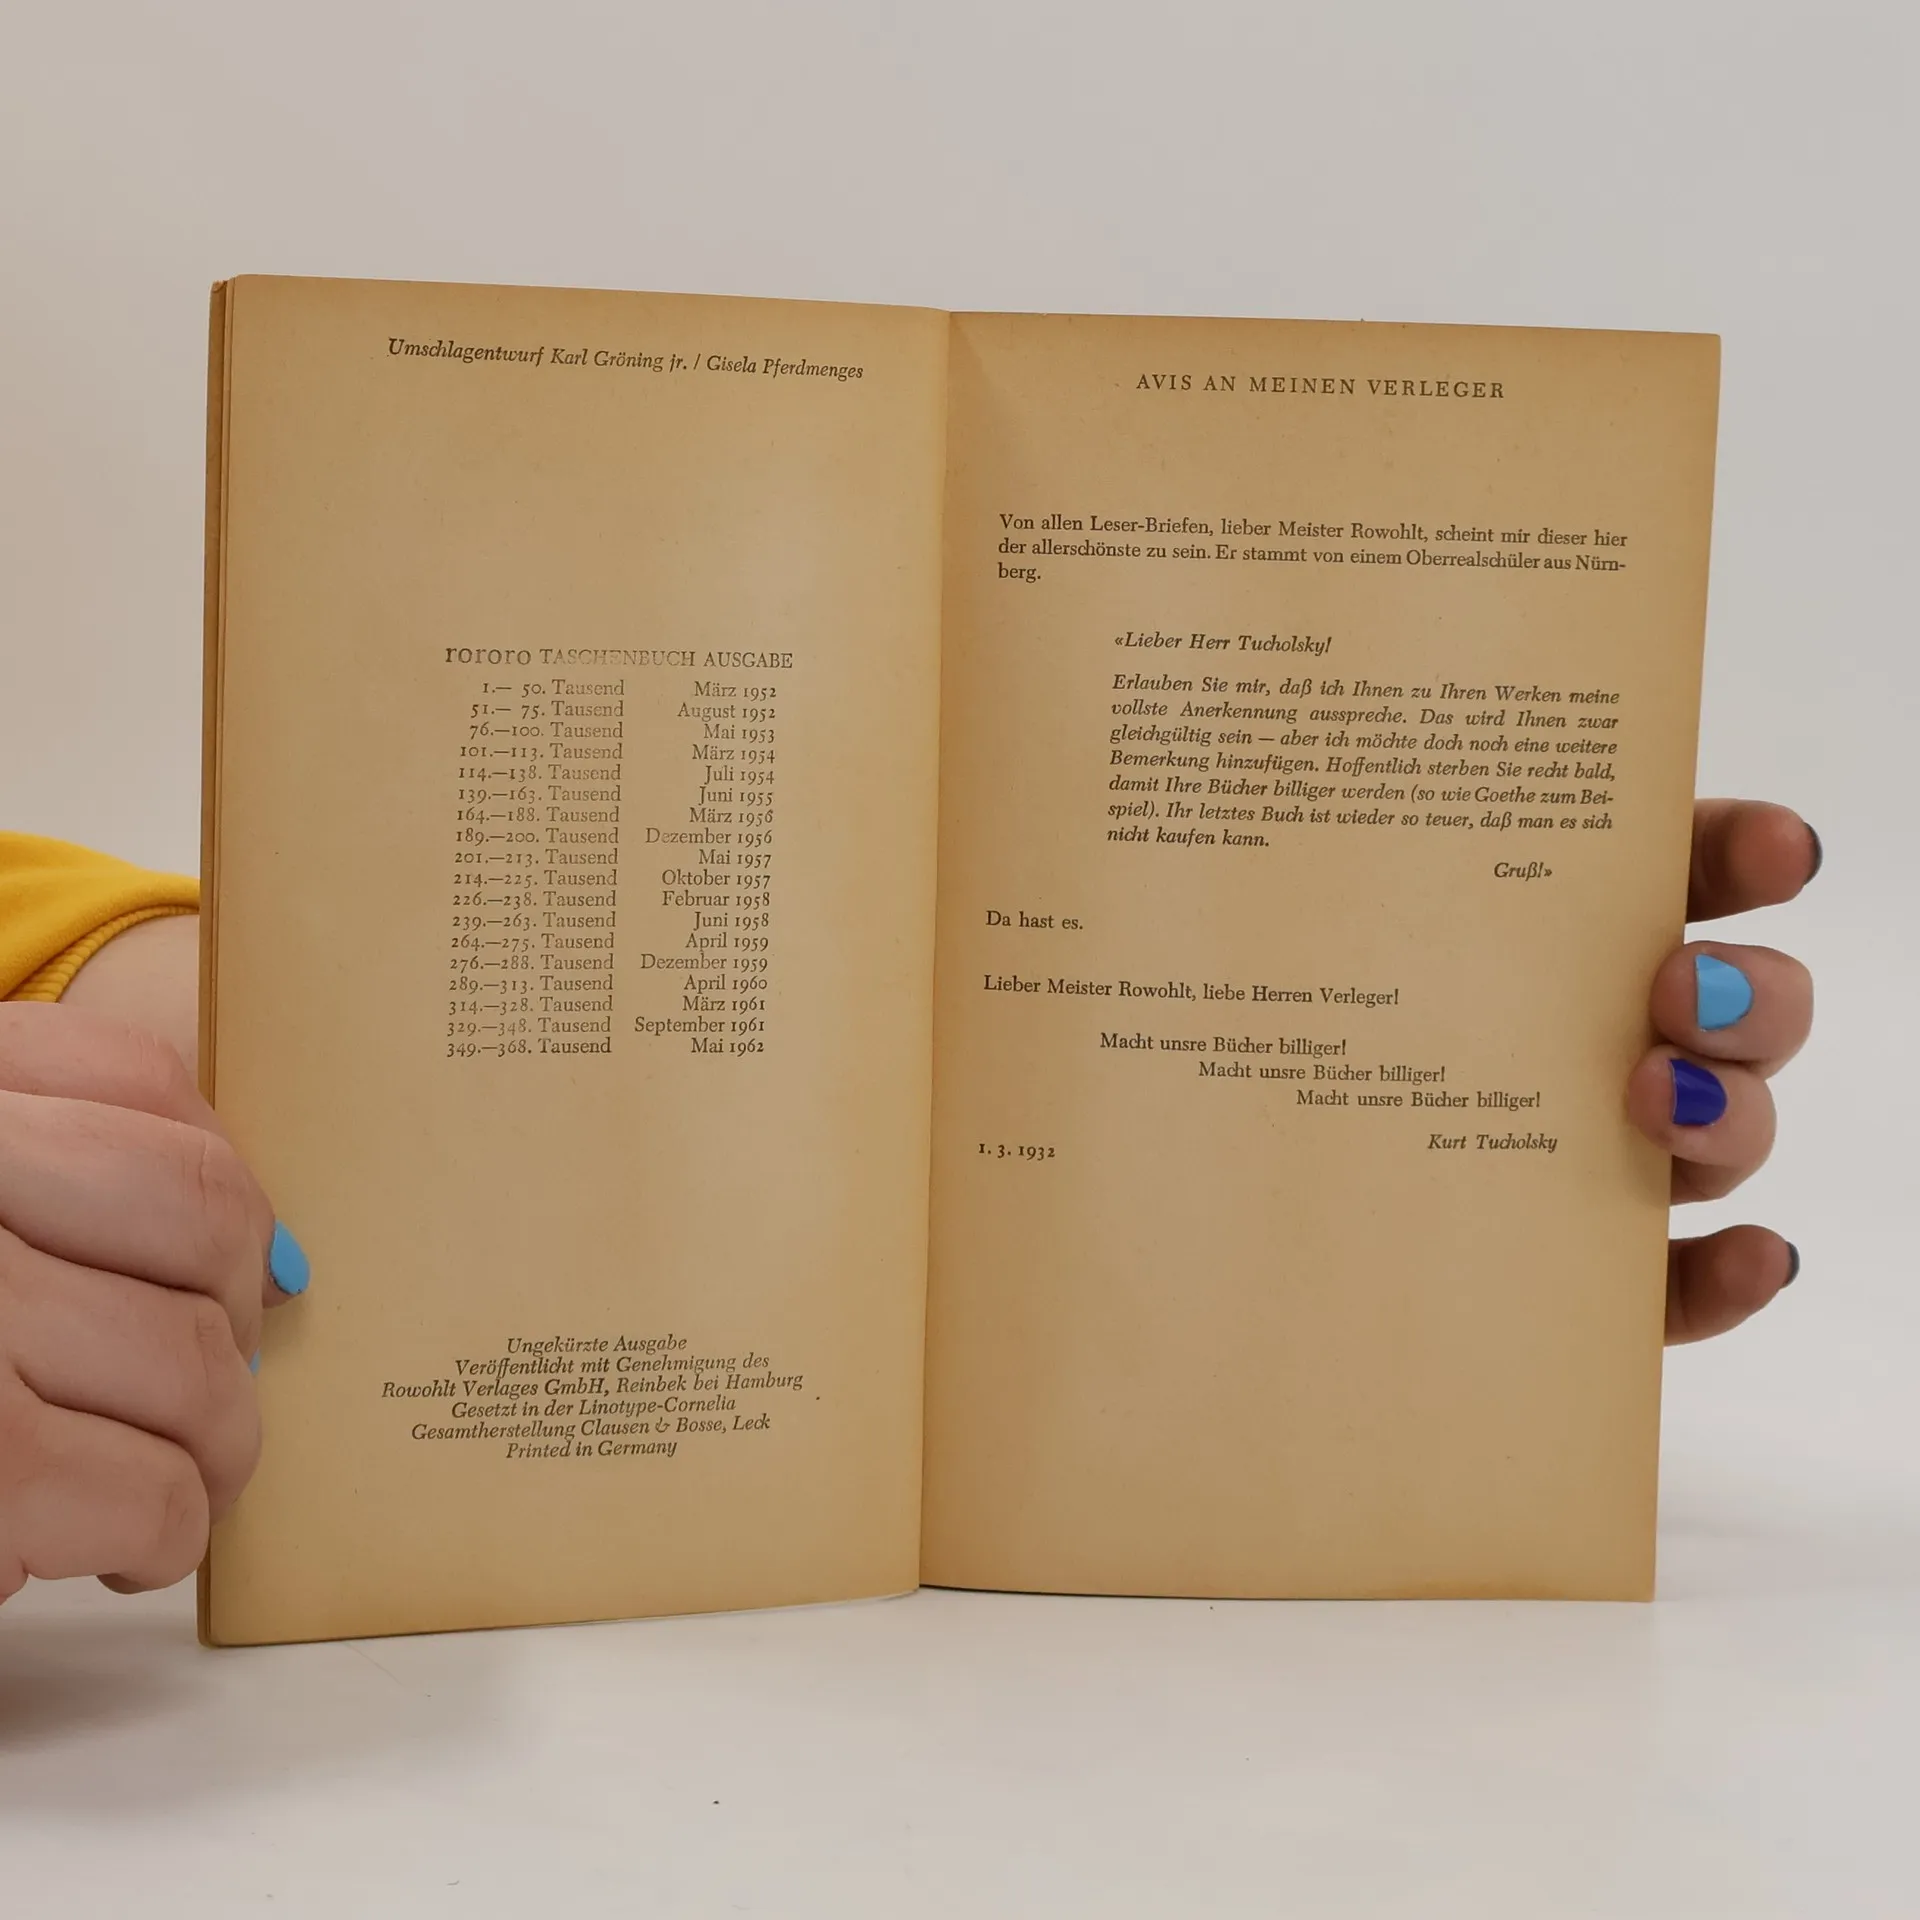 Umschlagentwurf Karl Gröning jr. / Gisela Pferdmenges
rororo TASCHENBUCH AUSGABE
1.— 50. Tausend März 1952
51.— 75. Tausend August 1952
76.—100. Tausend Mai 1953
101.—113. Tausend März 1954
114.—138. Tausend Juli 1954
139.—163. Tausend Juni 1955
164.—188. Tausend März 1956
189.—200. Tausend Dezember 1956
201.—213. Tausend Mai 1957
214.—225. Tausend Oktober 1957
226.—238. Tausend Februar 1958
239.—263. Tausend Juni 1958
264.—275. Tausend April 1959
276.—288. Tausend Dezember 1959
289.—313. Tausend April 1960
314.—328. Tausend März 1961
329.—348. Tausend September 1961
349.—368. Tausend Mai 1962
Ungekürzte Ausgabe
Veröffentlicht mit Genehmigung des
Rowohlt Verlages GmbH, Reinbek bei Hamburg
Gesetzt in der Linotype-Cornelia
Gesamtherstellung Clausen & Bosse, Leck
Printed in Germany
AVIS AN MEINEN VERLEGER
Von allen Leser-Briefen, lieber Meister Rowohlt, scheint mir dieser hier
der allerschönste zu sein. Er stammt von einem Oberrealschüler aus Nürn-
berg.
«Lieber Herr Tucholsky!
Erlauben Sie mir, daß ich Ihnen zu Ihren Werken meine
vollste Anerkennung ausspreche. Das wird Ihnen zwar
gleichgültig sein — aber ich möchte doch noch eine weitere
Bemerkung hinzufügen. Hoffentlich sterben Sie recht bald,
damit Ihre Bücher billiger werden (so wie Goethe zum Bei-
spiel). Ihr letztes Buch ist wieder so teuer, daß man es sich
nicht kaufen kann.
Gruß!»
Da hast es.
Lieber Meister Rowohlt, liebe Herren Verleger!
Macht unsre Bücher billiger!
Macht unsre Bücher billiger!
Macht unsre Bücher billiger!
Kurt Tucholsky
1. 3. 1932